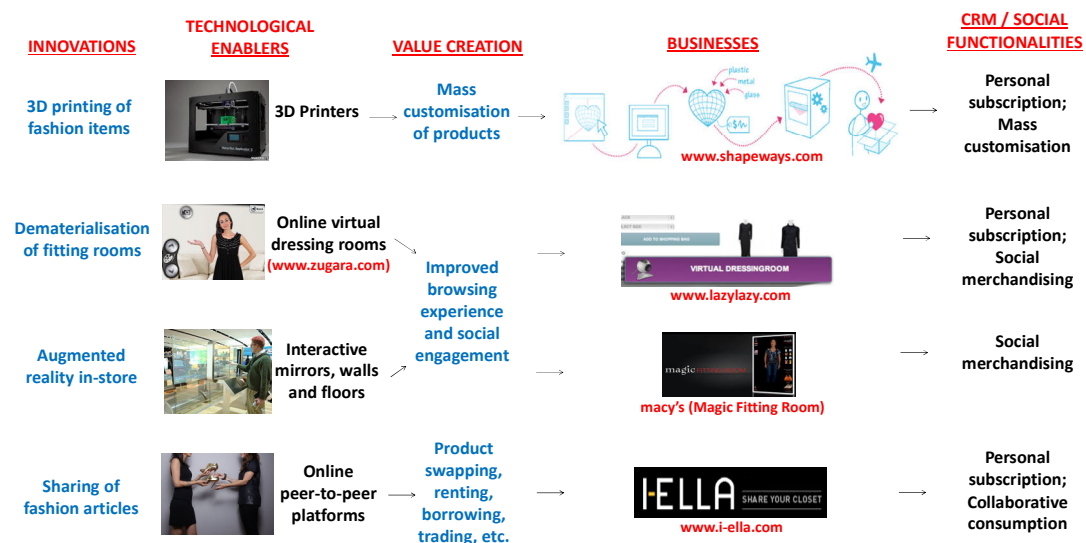 INNOVATIONS
TECHNOLOGICAL
ENABLERS
VALUE CREATION
BUSINESSES
CRM / SOCIAL
FUNCTIONALITIES
3D printing of
fashion items
3D Printers
Mass
customisation
of products
plastic
metal
glass
www.shapeways.com
Personal
subscription;
Mass
customisation
Dematerialisation
of fitting rooms
Online virtual
dressing rooms
(www.zugara.com)
Improved
browsing
experience
and social
engagement
ADD TO SHOPPING BAG
VIRTUAL DRESSINGROOM
www.lazylazy.com
Personal
subscription;
Social
merchandising
Augmented
reality in-store
Interactive
mirrors, walls
and floors
magic FITTING ROOM
macy's (Magic Fitting Room)
Social
merchandising
Sharing of
fashion articles
Online
peer-to-peer
platforms
Product
swapping,
renting,
borrowing,
trading, etc.
I-ELLA SHARE YOUR CLOSET
www.i-ella.com
Personal
subscription;
Collaborative
consumption